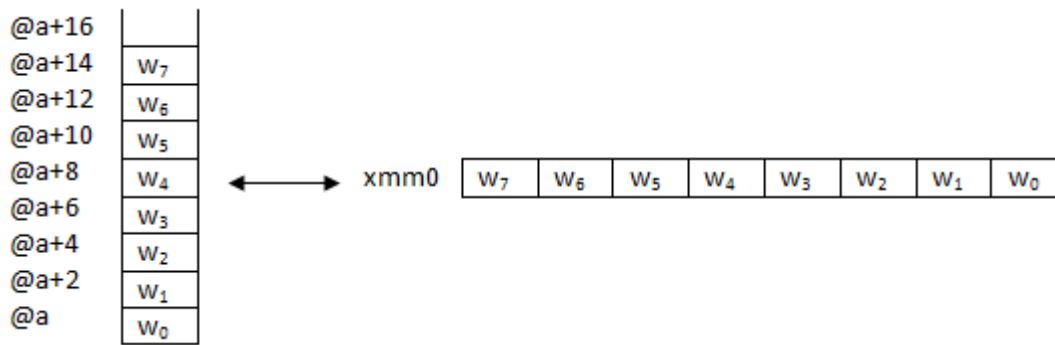 @a+16
@a+14 w₇
@a+12 w₆
@a+10 w₅
@a+8 w₄ xmm0 w₇ w₆ w₅ w₄ w₃ w₂ w₁ w₀
@a+6 w₃
@a+4 w₂
@a+2 w₁
@a w₀